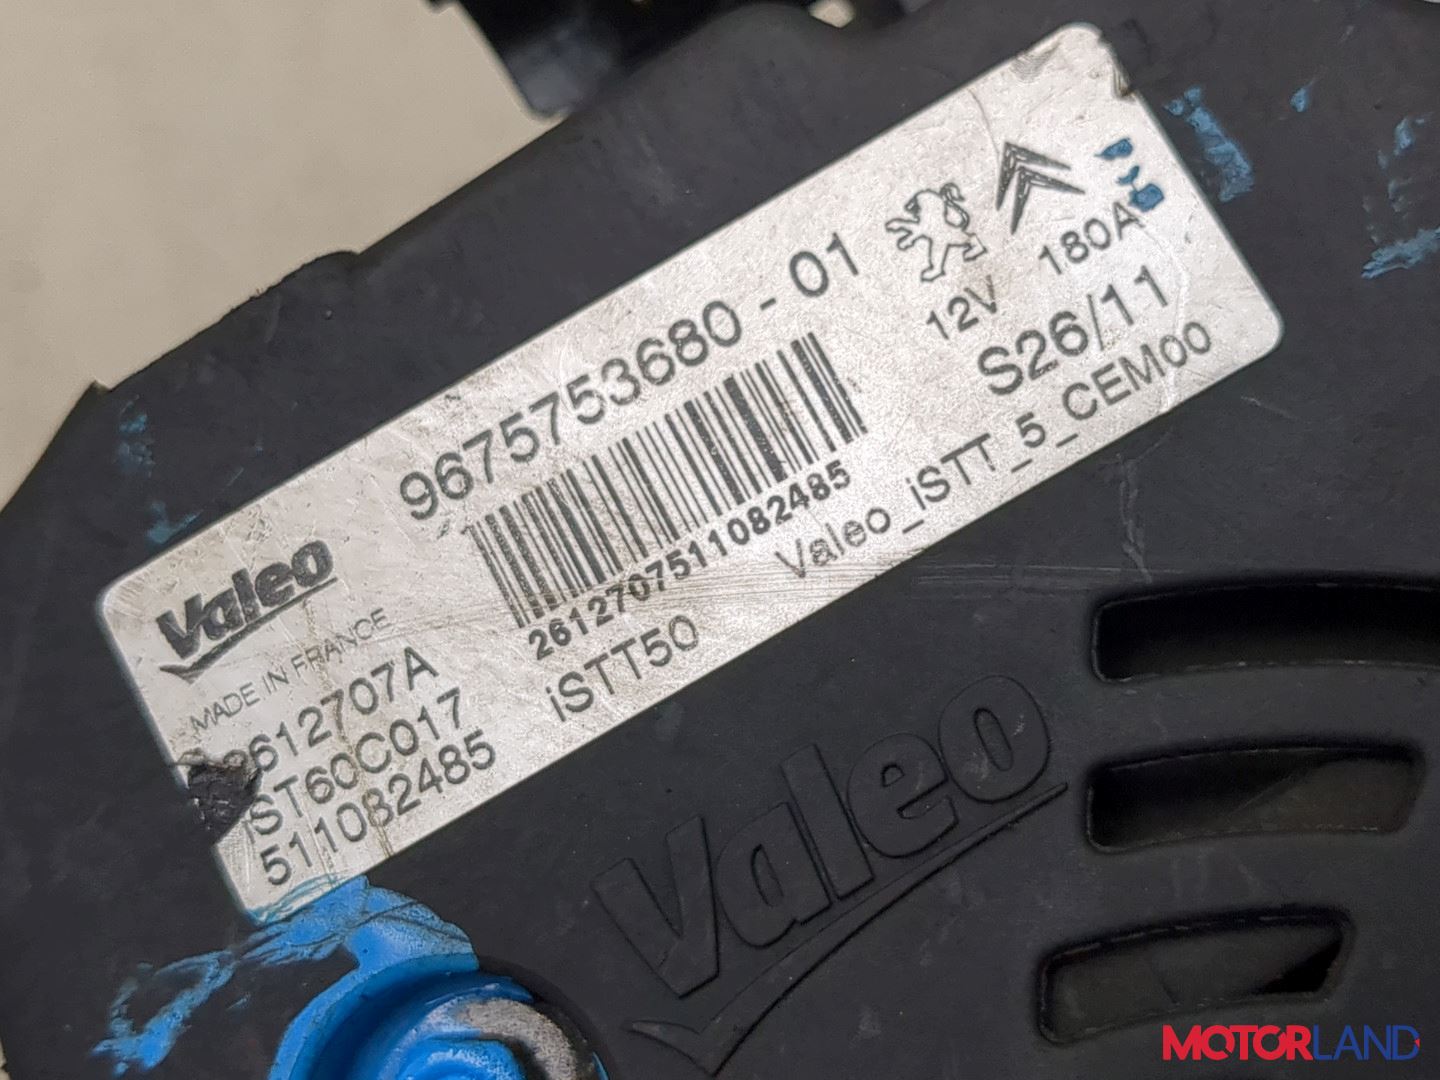 9675753680-01
12V 180A
S26/11
2612707511082485
Valeo_iSTT_5_CEM00
Valeo
MADE IN FRANCE
2612707A
iST60C017
511082485
iSTT50
Valeo
MOTORLAND